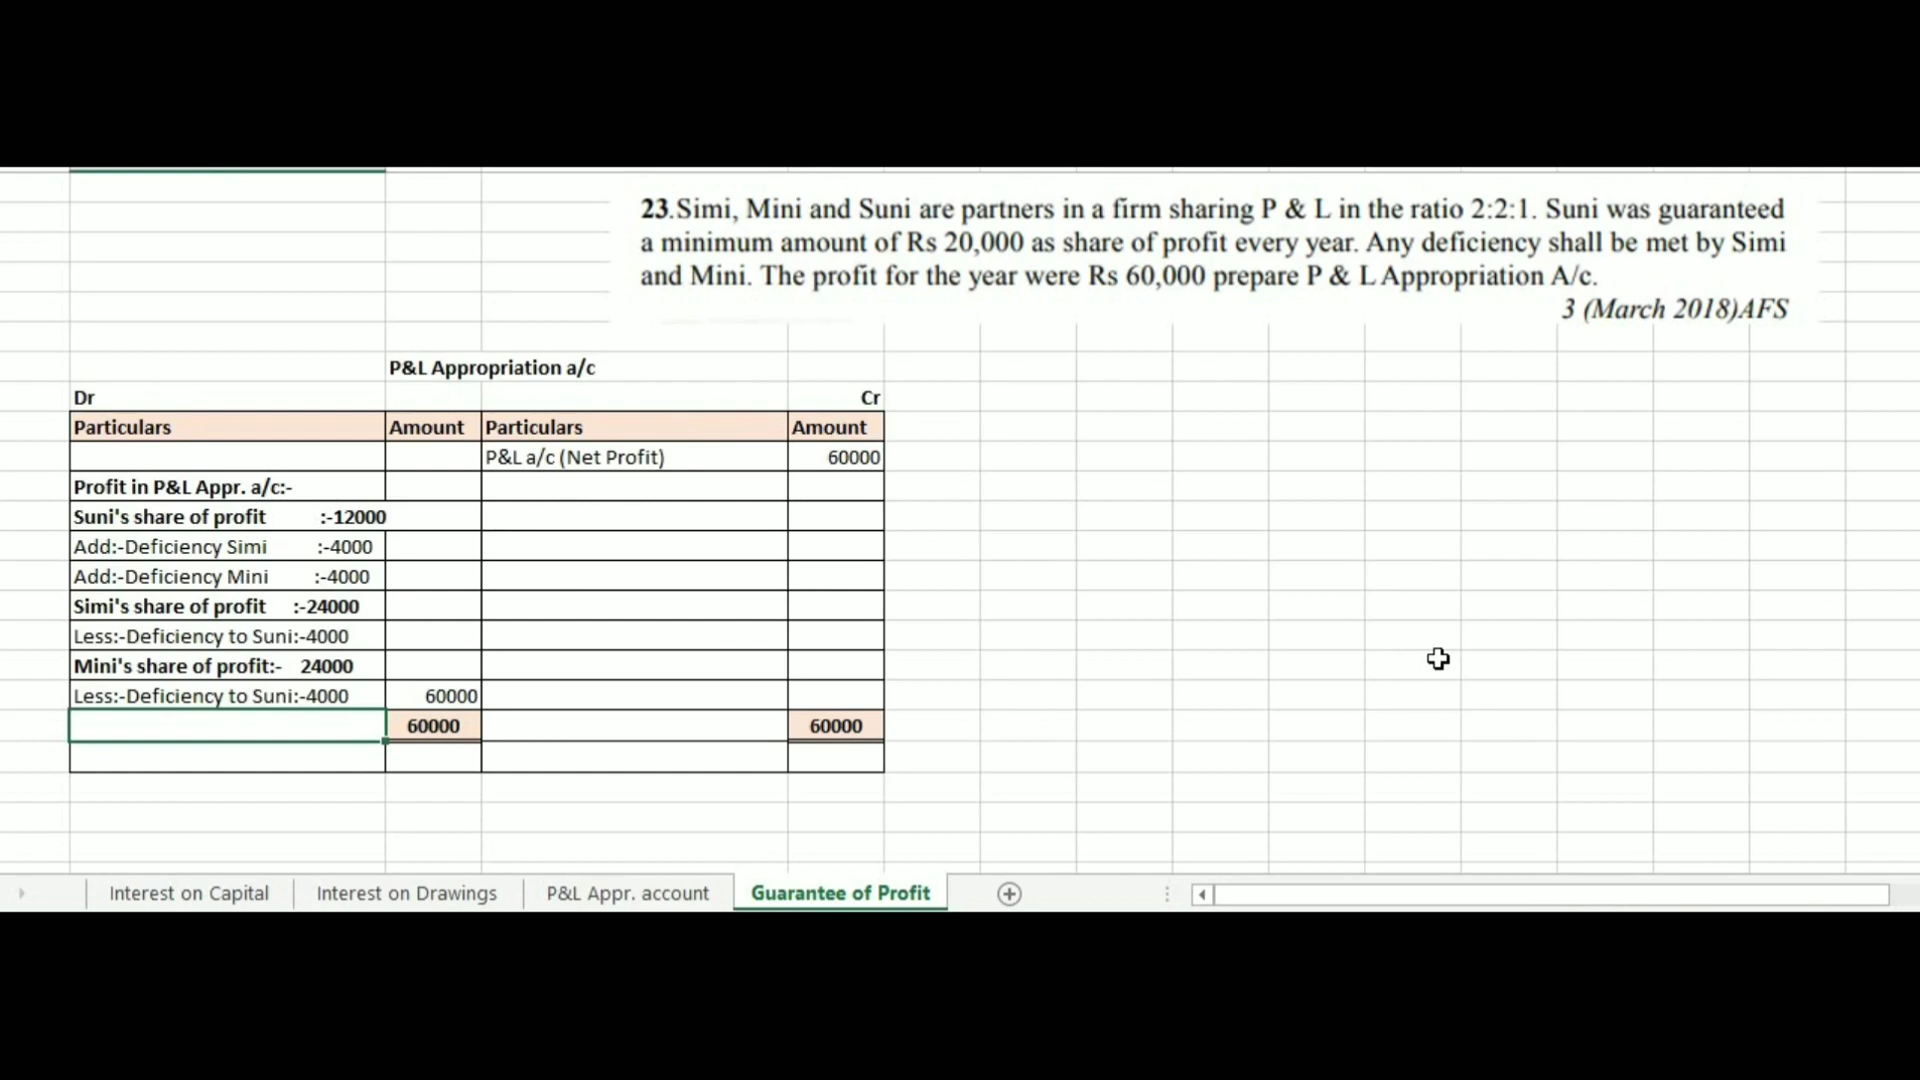 23.Simi, Mini and Suni are partners in a firm sharing P & L in the ratio 2:2:1. Suni was guaranteed
a minimum amount of Rs 20,000 as share of profit every year. Any deficiency shall be met by Simi
and Mini. The profit for the year were Rs 60,000 prepare P & L Appropriation A/c.
3 (March 2018)AFS
P&L Appropriation a/c
Dr Cr
Particulars Amount Particulars Amount
P&L a/c (Net Profit) 60000
Profit in P&L Appr. a/c:-
Suni's share of profit :-12000
Add:-Deficiency Simi :-4000
Add:-Deficiency Mini :-4000
Simi's share of profit :-24000
Less:-Deficiency to Suni:-4000
Mini's share of profit:- 24000
Less:-Deficiency to Suni:-4000 60000
60000 60000
Interest on Capital Interest on Drawings P&L Appr. account Guarantee of Profit